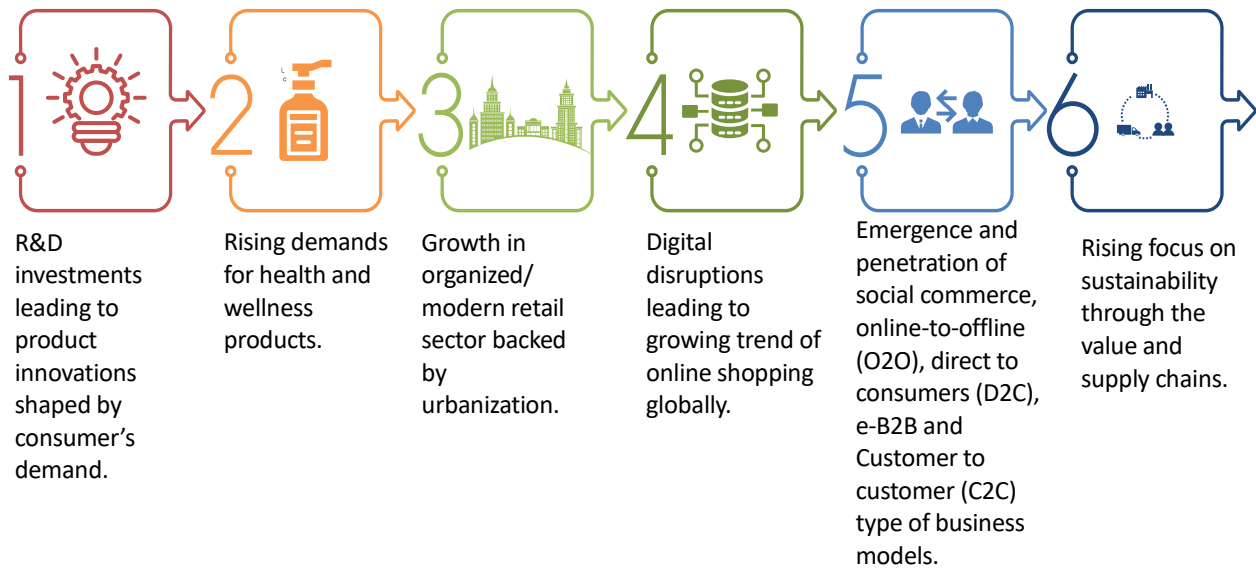 1
R&D
investments
leading to
product
innovations
shaped by
consumer’s
demand.
2
L
c
Rising demands
for health and
wellness
products.
3
Growth in
organized/
modern retail
sector backed
by
urbanization.
4
Digital
disruptions
leading to
growing trend of
online shopping
globally.
5
Emergence and
penetration of
social commerce,
online-to-offline
(O2O), direct to
consumers (D2C),
e-B2B and
Customer to
customer (C2C)
type of business
models.
6
Rising focus on
sustainability
through the
value and
supply chains.